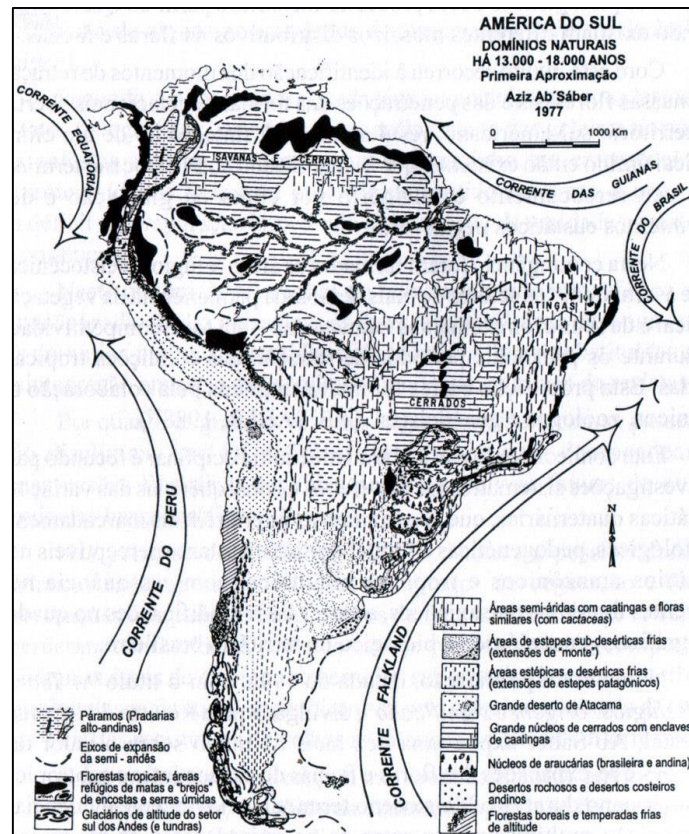 AMÉRICA DO SUL
DOMÍNIOS NATURAIS
HÁ 13.000 - 18.000 ANOS
Primeira Aproximação
Aziz Ab'Sáber
1977
1000 Km
CORRENTE EQUATORIAL
CORRENTE DAS GUIANAS
CORRENTE DO BRASIL
SAVANAS E CERRADOS
CAATINGAS
CERRADOS
CORRENTE DO PERU
CORRENTE FALKLAND
N
Páramos (Pradarias andinas)
Eixos de expansão
da semi - aridês
Florestas tropicais, áreas
refúgios de matas e "brejos"
de encostas e serras úmidas
Glaciários de altitude do setor
sul dos Andes (e tundras)
Áreas semi-áridas com caatingas e floras
similares (com cactaceas)
Áreas de estepes sub-desérticas frias
(extensões de "monte")
Áreas estépicas e desérticas frias
(extensões de estepes patagônicos)
Grande deserto de Atacama
Grande núcleos de cerrados com enclaves
de caatingas
Núcleos de araucárias (brasileira e andina)
Desertos rochosos e desertos costeiros
arenosos
Florestas boreais e temperadas frias
de altitude